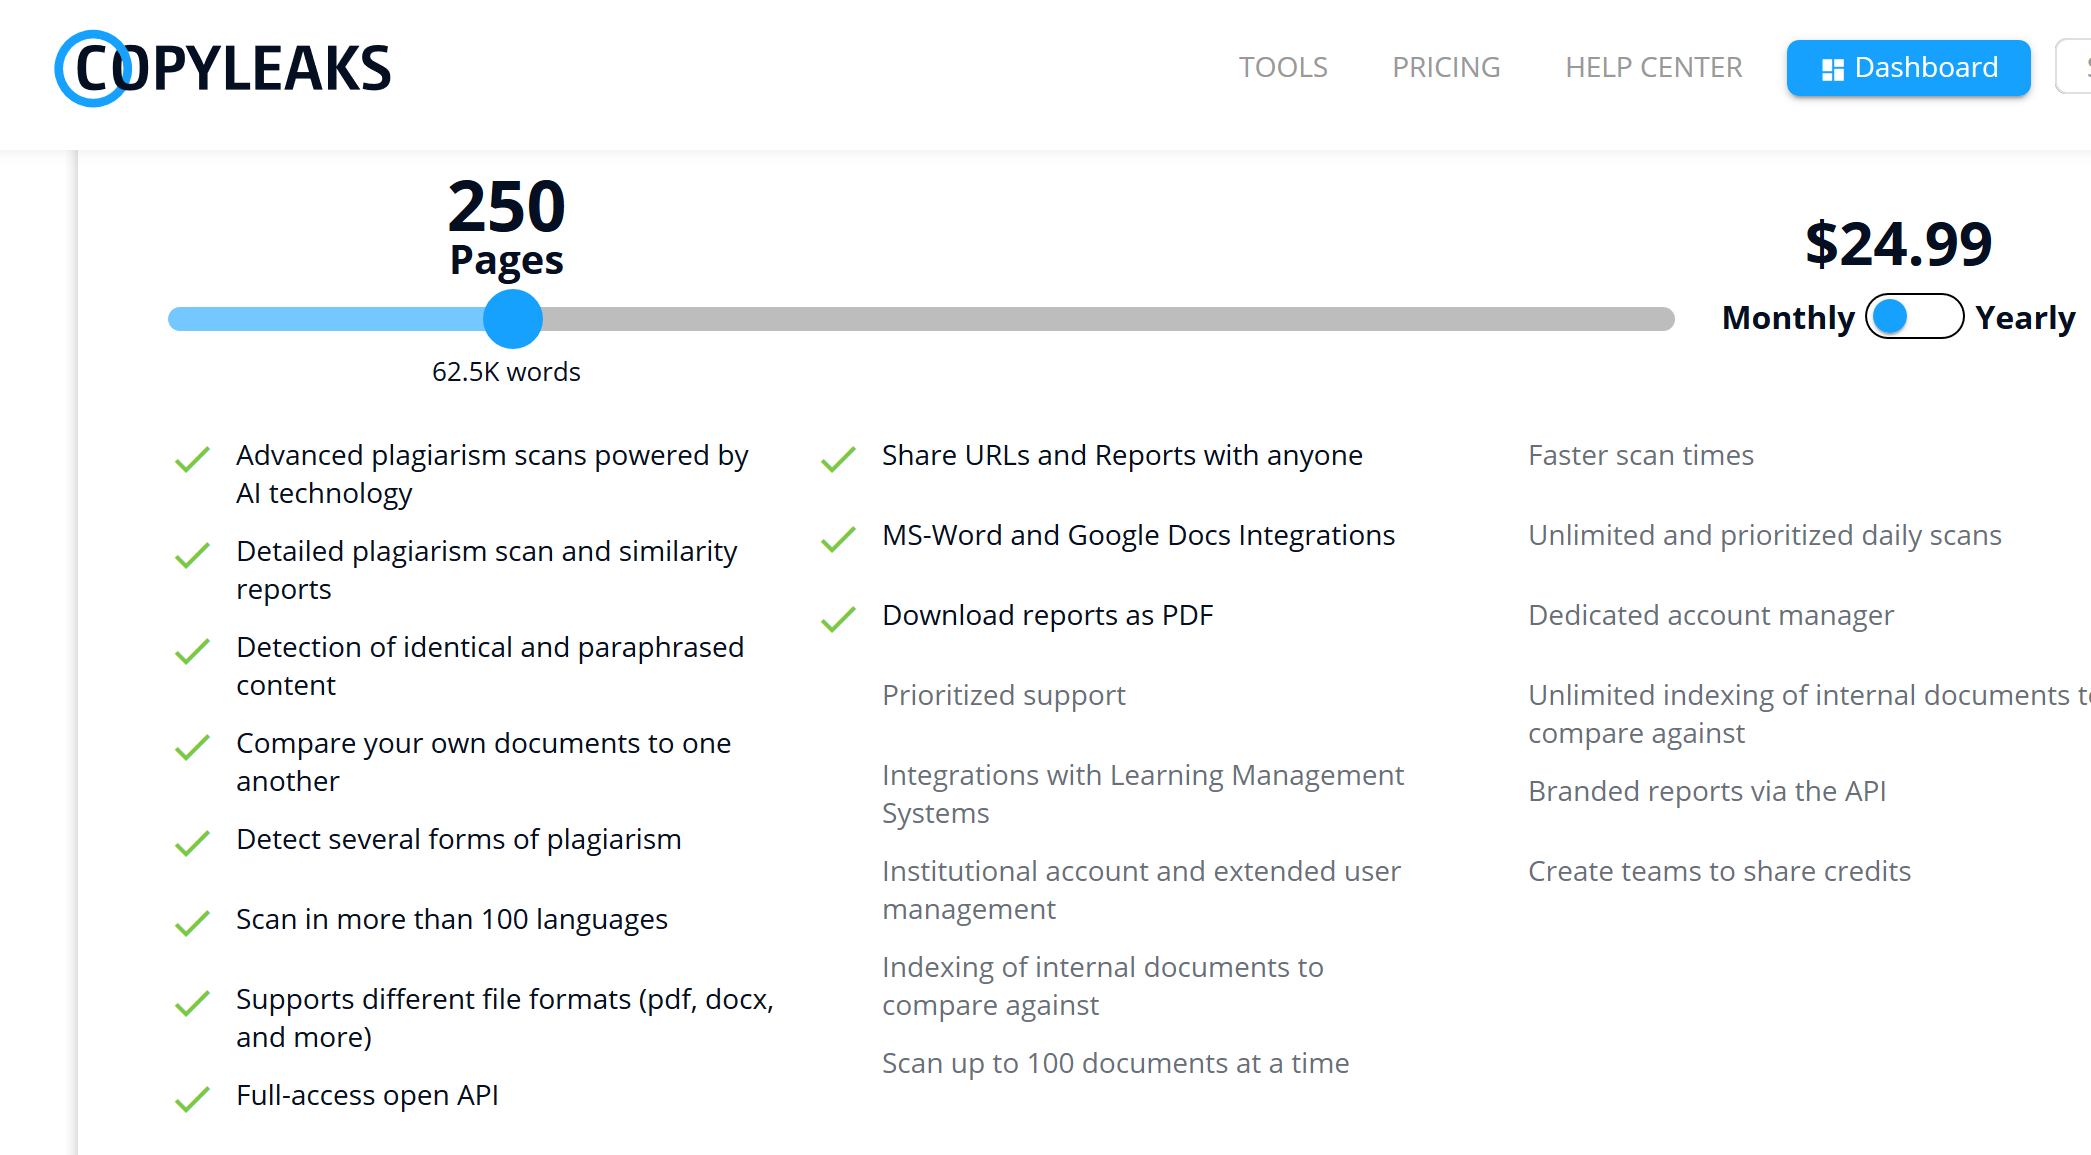 COPYLEAKS
TOOLS PRICING HELP CENTER Dashboard
250
Pages
62.5K words
$24.99
Monthly Yearly
Advanced plagiarism scans powered by
AI technology
Detailed plagiarism scan and similarity
reports
Detection of identical and paraphrased
content
Compare your own documents to one
another
Detect several forms of plagiarism
Scan in more than 100 languages
Supports different file formats (pdf, docx,
and more)
Full-access open API
Share URLs and Reports with anyone
MS-Word and Google Docs Integrations
Download reports as PDF
Prioritized support
Integrations with Learning Management
Systems
Institutional account and extended user
management
Indexing of internal documents to
compare against
Scan up to 100 documents at a time
Faster scan times
Unlimited and prioritized daily scans
Dedicated account manager
Unlimited indexing of internal documents
compare against
Branded reports via the API
Create teams to share credits